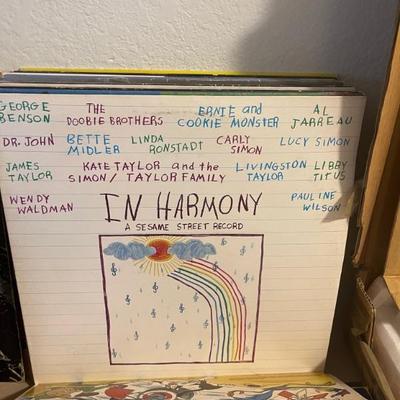 GEORGE BENSON THE DOOBIE BROTHERS ERNIE and COOKIE MONSTER AL JARREAU
DR. JOHN BETTE MIDLER LINDA RONSTADT CARLY SIMON LUCY SIMON
JAMES TAYLOR KATE TAYLOR and the SIMON/TAYLOR FAMILY LIVINGSTON TAYLOR LIBBY TITUS
WENDY WALDMAN IN HARMONY PAULINE WILSON
A SESAME STREET RECORD